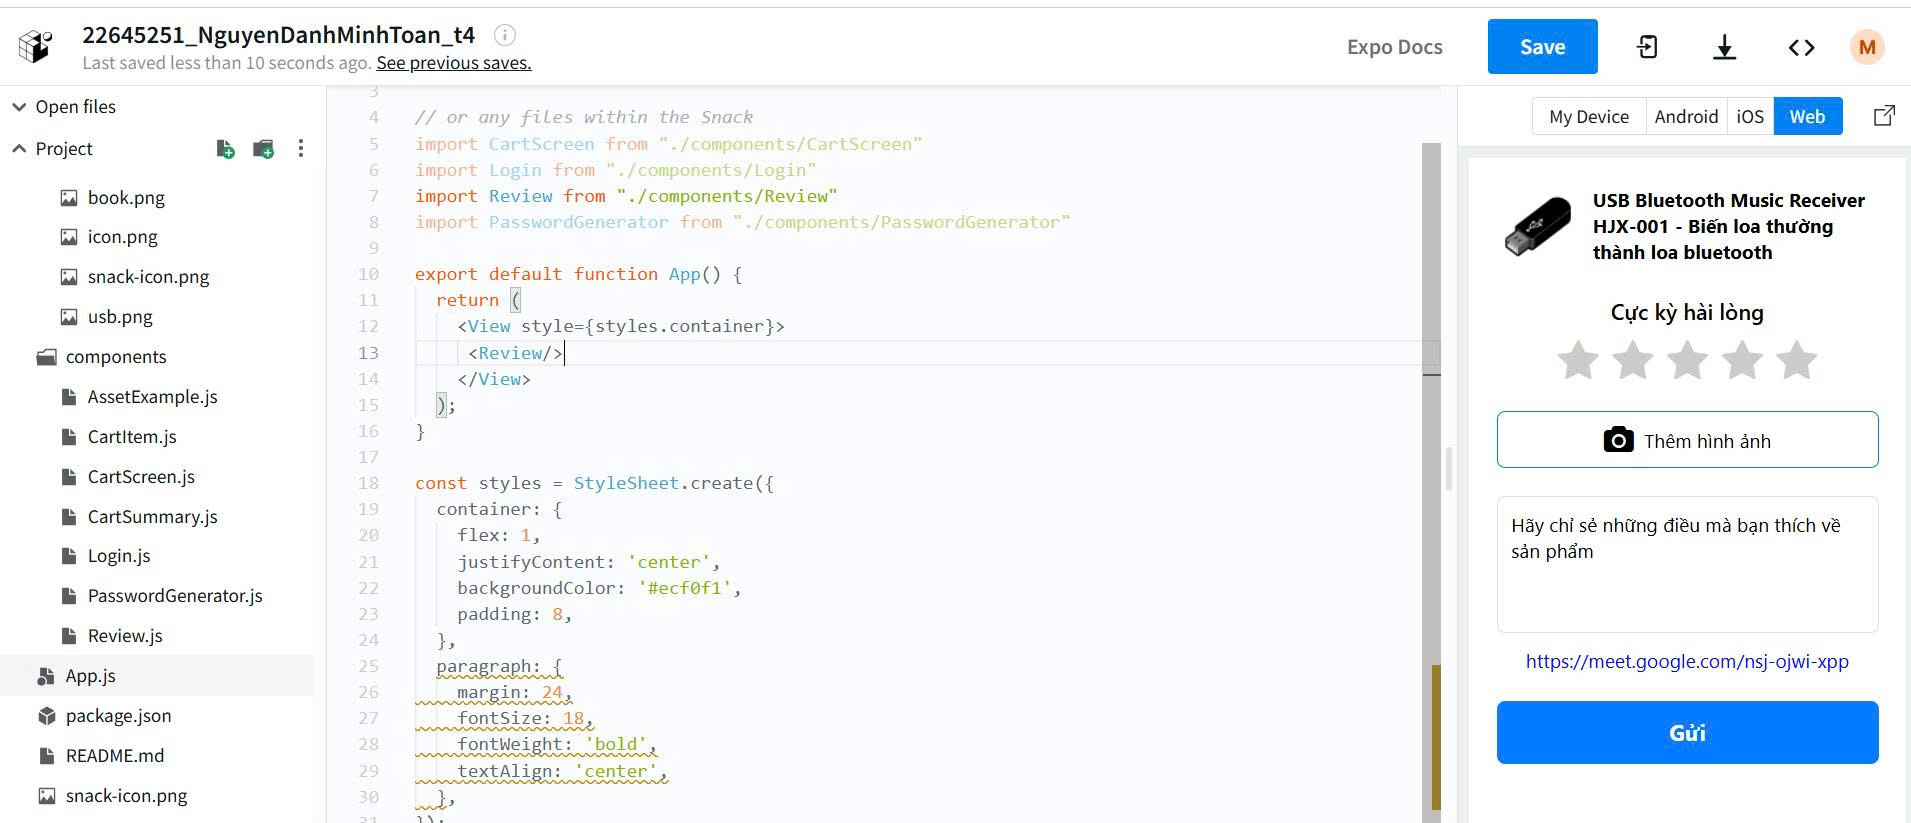 22645251_NguyenDanhMinhToan_t4
Last saved less than 10 seconds ago. See previous saves.
Expo Docs
Save
M
Open files
Project
book.png
icon.png
snack-icon.png
usb.png
components
AssetExample.js
CartItem.js
CartScreen.js
CartSummary.js
Login.js
PasswordGenerator.js
Review.js
App.js
package.json
README.md
snack-icon.png
3
4 // or any files within the Snack
5 import CartScreen from "./components/CartScreen"
6 import Login from "./components/Login"
7 import Review from "./components/Review"
8 import PasswordGenerator from "./components/PasswordGenerator"
9
10 export default function App() {
11 return (
12 <View style={styles.container}>
13 <Review/>
14 </View>
15 );
16 }
17
18 const styles = StyleSheet.create({
19 container: {
20 flex: 1,
21 justifyContent: 'center',
22 backgroundColor: '#ecf0f1',
23 padding: 8,
24 },
25 paragraph: {
26 margin: 24,
27 fontSize: 18,
28 fontWeight: 'bold',
29 textAlign: 'center',
30 },
31 });
My Device Android iOS Web
USB Bluetooth Music Receiver
HJX-001 - Biến loa thường
thành loa bluetooth
Cực kỳ hài lòng
Thêm hình ảnh
Hãy chỉ sẻ những điều mà bạn thích về
sản phẩm
https://meet.google.com/nsj-ojwi-xpp
Gửi